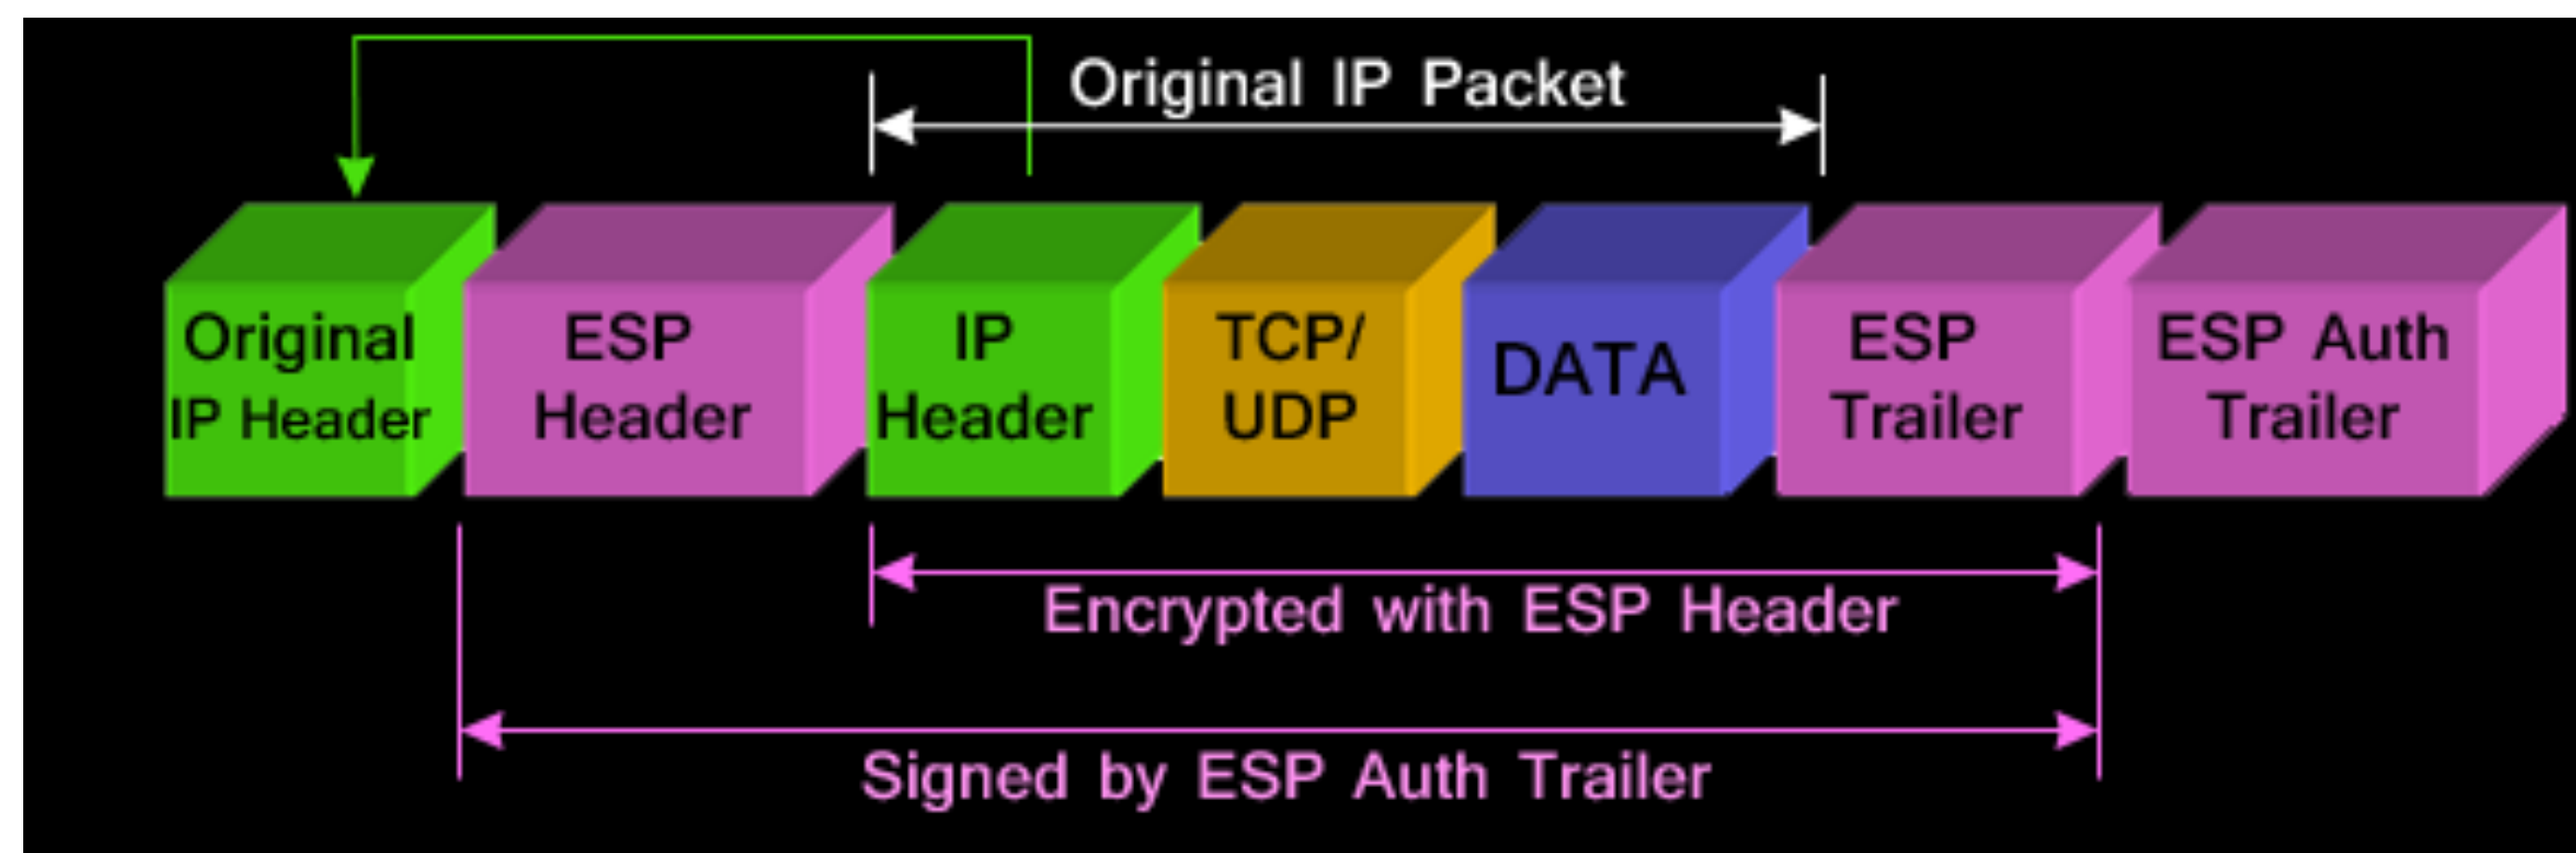 Original IP Packet
Original
IP Header
ESP
Header
IP
Header
TCP/
UDP
DATA
ESP
Trailer
ESP Auth
Trailer
Encrypted with ESP Header
Signed by ESP Auth Trailer